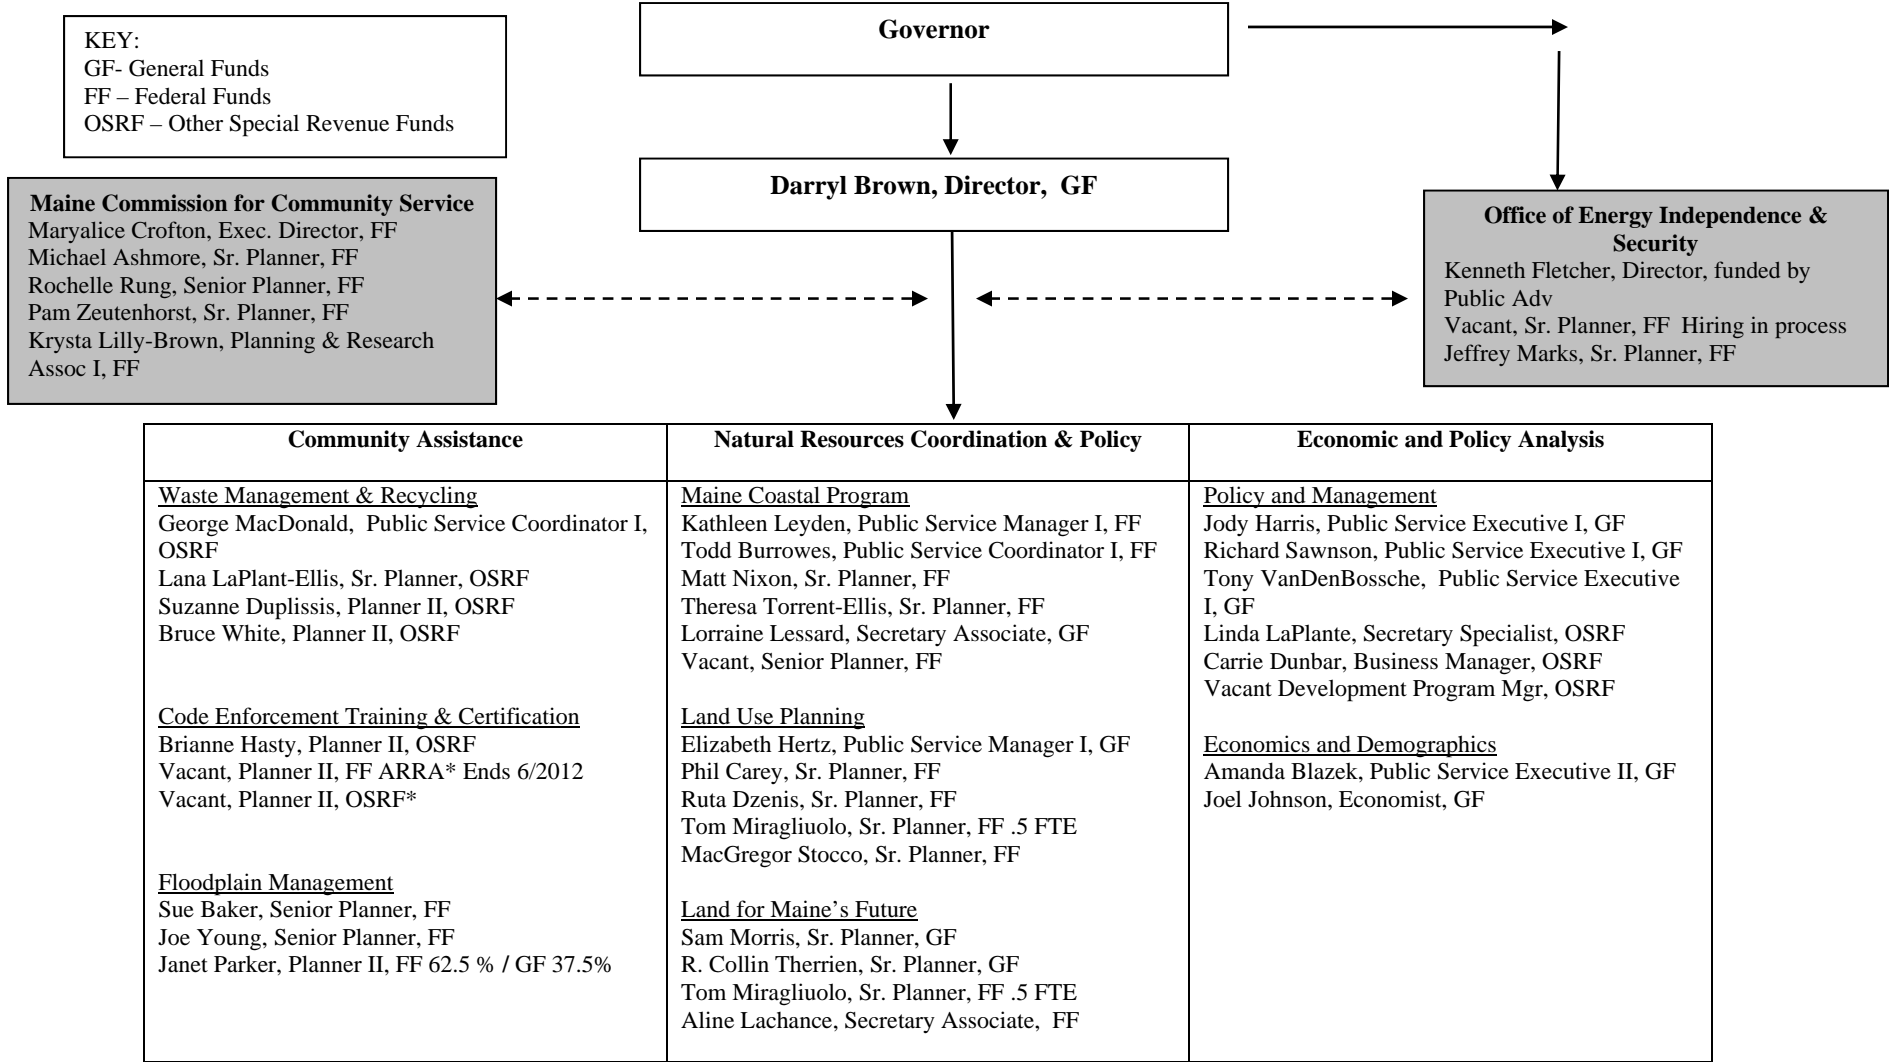 KEY:
GF- General Funds
FF – Federal Funds
OSRF – Other Special Revenue Funds
Governor
Darryl Brown, Director, GF
Maine Commission for Community Service
Maryalice Crofton, Exec. Director, FF
Michael Ashmore, Sr. Planner, FF
Rochelle Rung, Senior Planner, FF
Pam Zeutenhorst, Sr. Planner, FF
Krysta Lilly-Brown, Planning & Research
Assoc I, FF
Office of Energy Independence &
Security
Kenneth Fletcher, Director, funded by
Public Adv
Vacant, Sr. Planner, FF Hiring in process
Jeffrey Marks, Sr. Planner, FF
Community Assistance
Waste Management & Recycling
George MacDonald, Public Service Coordinator I,
OSRF
Lana LaPlant-Ellis, Sr. Planner, OSRF
Suzanne Duplissis, Planner II, OSRF
Bruce White, Planner II, OSRF
Code Enforcement Training & Certification
Brianne Hasty, Planner II, OSRF
Vacant, Planner II, FF ARRA* Ends 6/2012
Vacant, Planner II, OSRF*
Floodplain Management
Sue Baker, Senior Planner, FF
Joe Young, Senior Planner, FF
Janet Parker, Planner II, FF 62.5 % / GF 37.5%
Natural Resources Coordination & Policy
Maine Coastal Program
Kathleen Leyden, Public Service Manager I, FF
Todd Burrowes, Public Service Coordinator I, FF
Matt Nixon, Sr. Planner, FF
Theresa Torrent-Ellis, Sr. Planner, FF
Lorraine Lessard, Secretary Associate, GF
Vacant, Senior Planner, FF
Land Use Planning
Elizabeth Hertz, Public Service Manager I, GF
Phil Carey, Sr. Planner, FF
Ruta Dzenis, Sr. Planner, FF
Tom Miragliuolo, Sr. Planner, FF .5 FTE
MacGregor Stocco, Sr. Planner, FF
Land for Maine’s Future
Sam Morris, Sr. Planner, GF
R. Collin Therrien, Sr. Planner, GF
Tom Miragliuolo, Sr. Planner, FF .5 FTE
Aline Lachance, Secretary Associate, FF
Economic and Policy Analysis
Policy and Management
Jody Harris, Public Service Executive I, GF
Richard Sawnson, Public Service Executive I, GF
Tony VanDenBossche, Public Service Executive
I, GF
Linda LaPlante, Secretary Specialist, OSRF
Carrie Dunbar, Business Manager, OSRF
Vacant Development Program Mgr, OSRF
Economics and Demographics
Amanda Blazek, Public Service Executive II, GF
Joel Johnson, Economist, GF